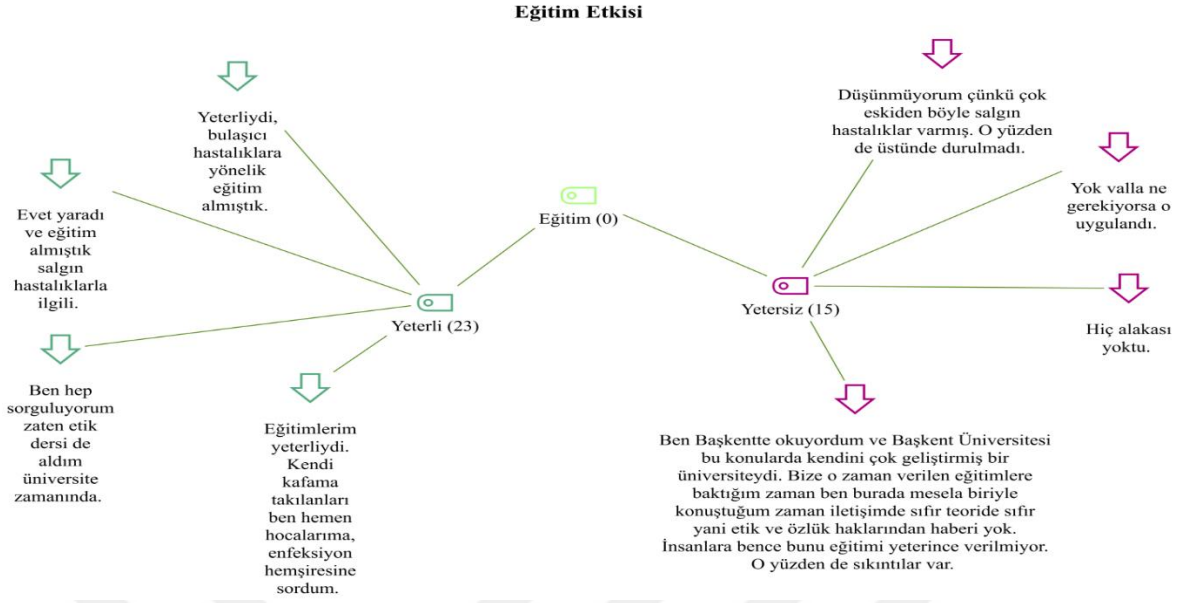 Eğitim Etkisi
Yeterliydi,
bulaşıcı
hastalıklara
yönelik
eğitim
almıştık.
Evet yaradı
ve eğitim
almıştık
salgın
hastalıklarla
ilgili.
Ben hep
sorguluyorum
zaten etik
dersi de
aldım
üniversite
zamanında.
Eğitimlerim
yeterliydi.
Kendi
kafama
takılanları
ben hemen
hocalarıma,
enfeksiyon
hemşiresine
sordum.
Yeterli (23)
Eğitim (0)
Yetersiz (15)
Düşünmüyorum çünkü çok
eskiden böyle salgın
hastalıklar varmış. O yüzden
de üstünde durulmadı.
Yok valla ne
gerekiyorsa o
uygulandı.
Hiç alakası
yoktu.
Ben Başkentte okuyordum ve Başkent Üniversitesi
bu konularda kendini çok geliştirmiş bir
üniversiteydi. Bize o zaman verilen eğitimlere
baktığım zaman ben burada mesela biriyle
konuştuğum zaman iletişimde sıfır teoride sıfır
yani etik ve özlük haklarından haberi yok.
İnsanlara bence bunu eğitimi yeterince verilmiyor.
O yüzden de sıkıntılar var.